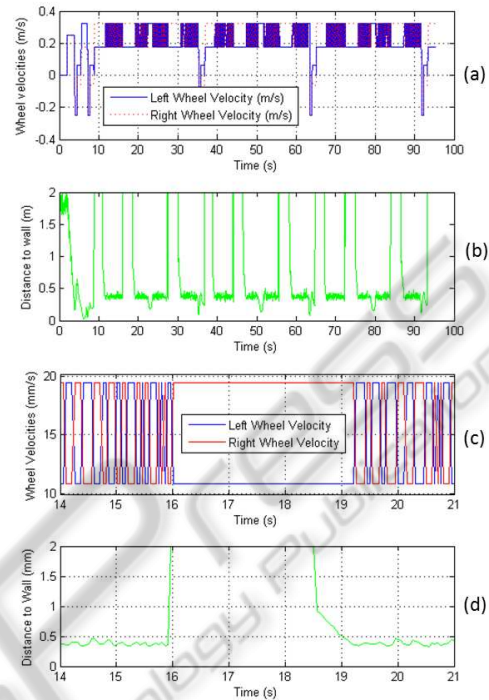 0.4
0.2
0
-0.2
-0.4
Wheel velocities (m/s)
Left Wheel Velocity (m/s)
Right Wheel Velocity (m/s)
0 10 20 30 40 50 60 70 80 90 100
Time (s)
(a)
2
1.5
1
0.5
0
Distance to wall (m)
0 10 20 30 40 50 60 70 80 90 100
Time (s)
(b)
20
15
10
Wheel Velocities (mm/s)
Left Wheel Velocity
Right Wheel Velocity
14 15 16 17 18 19 20 21
Time (s)
(c)
2
1.5
1
0.5
0
Distance to Wall (mm)
14 15 16 17 18 19 20 21
Time (s)
(d)